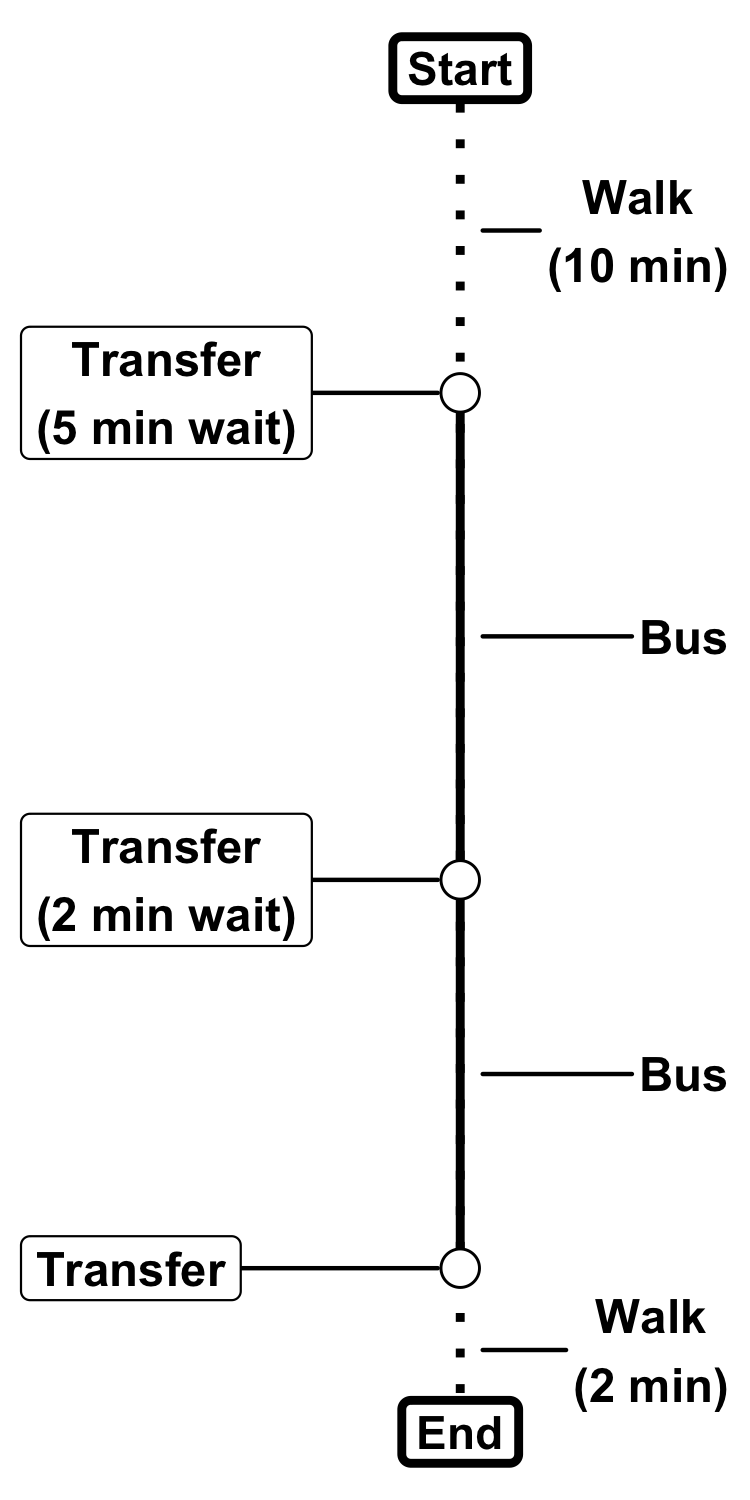 Start
Walk
(10 min)
Transfer
(5 min wait)
Bus
Transfer
(2 min wait)
Bus
Transfer
Walk
(2 min)
End